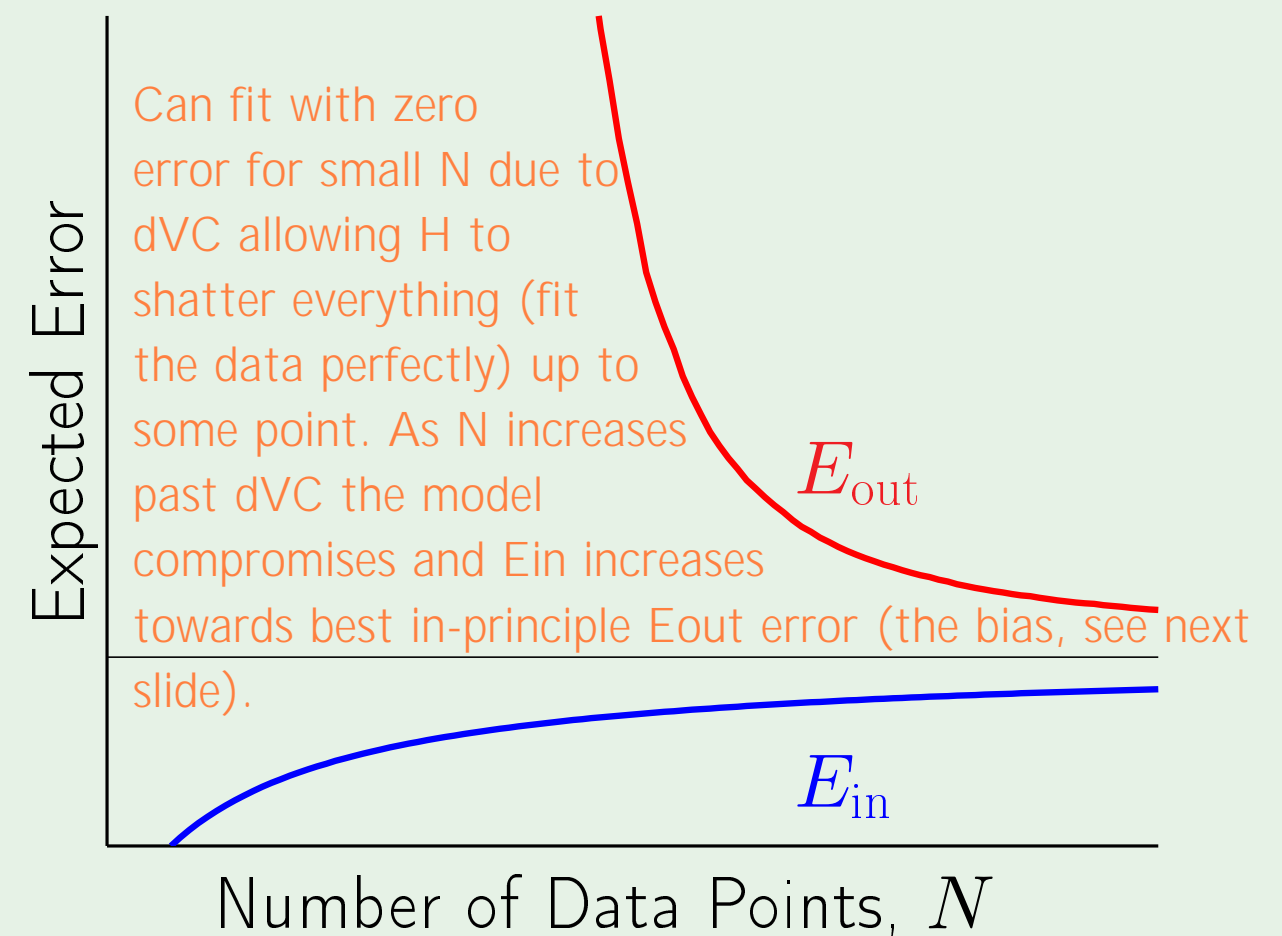 Can fit with zero
error for small N due to
dVC allowing H to
shatter everything (fit
the data perfectly) up to
some point. As N increases
past dVC the model
compromises and Ein increases
towards best in-principle Eout error (the bias, see next
slide).
Expected Error
E_out
E_in
Number of Data Points, N